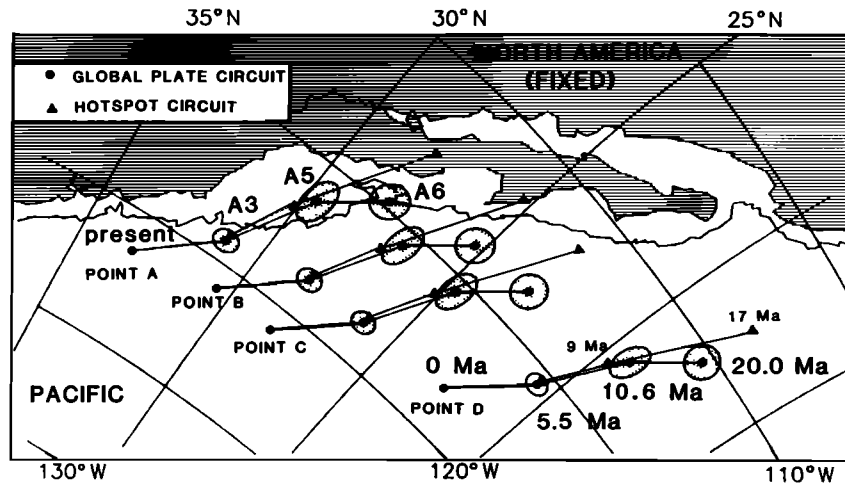 35°N
30°N
25°N
NORTH AMERICA
(FIXED)
GLOBAL PLATE CIRCUIT
HOTSPOT CIRCUIT
A5
A6
A3
present
POINT A
POINT B
POINT C
17 Ma
9 Ma
0 Ma
20.0 Ma
10.6 Ma
POINT D
5.5 Ma
PACIFIC
130°W
120°W
110°W